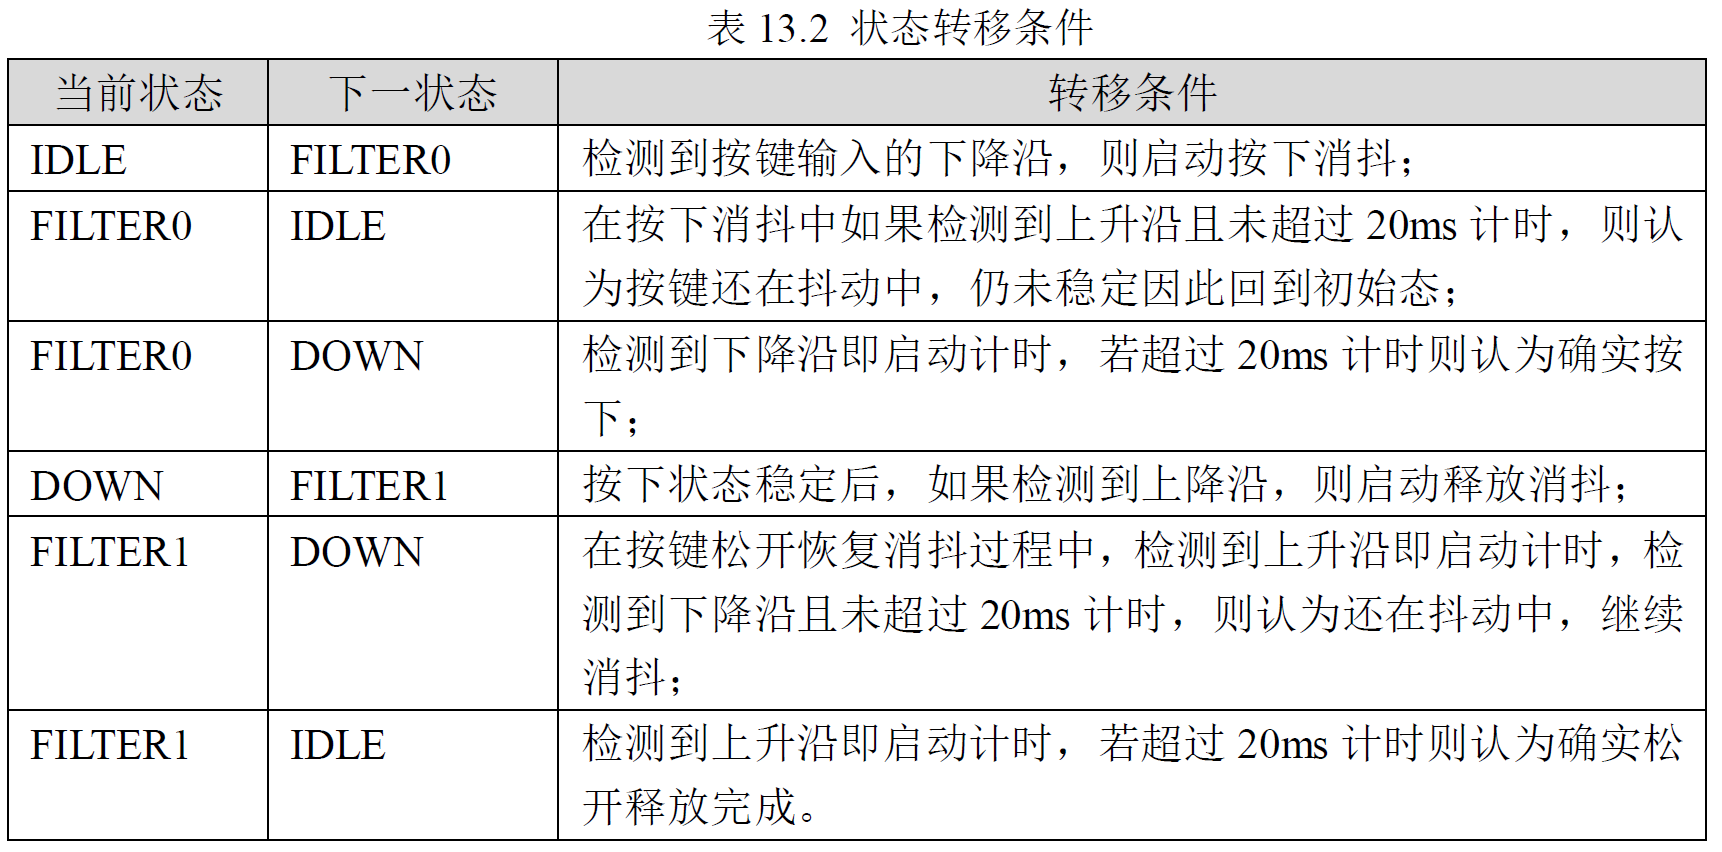 表 13.2 状态转移条件
当前状态 下一状态 转移条件
IDLE FILTER0 检测到按键输入的下降沿，则启动按下消抖；
FILTER0 IDLE 在按下消抖中如果检测到上升沿且未超过 20ms 计时，则认
为按键还在抖动中，仍未稳定因此回到初始态；
FILTER0 DOWN 检测到下降沿即启动计时，若超过 20ms 计时则认为确实按
下；
DOWN FILTER1 按下状态稳定后，如果检测到上降沿，则启动释放消抖；
FILTER1 DOWN 在按键松开恢复消抖过程中，检测到上升沿即启动计时，检
测到下降沿且未超过 20ms 计时，则认为还在抖动中，继续
消抖；
FILTER1 IDLE 检测到上升沿即启动计时，若超过 20ms 计时则认为确实松
开释放完成。